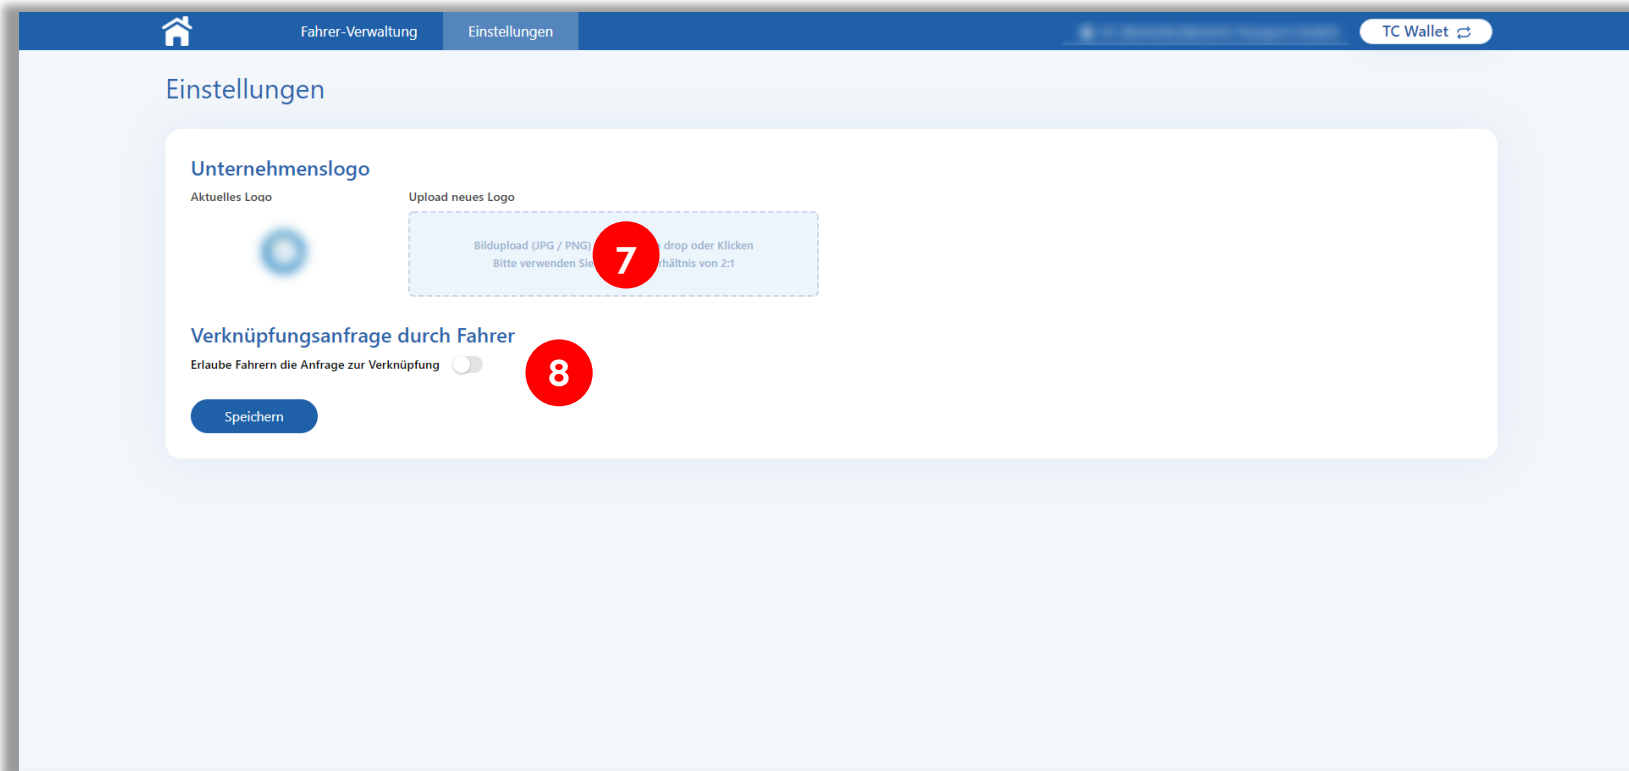 Fahrer-Verwaltung
Einstellungen
TC Wallet
Einstellungen
Unternehmenslogo
Aktuelles Logo
Upload neues Logo
Bildupload (JPG / PNG) drop oder Klicken
Bitte verwenden Sie von 2:1
7
Verknüpfungsanfrage durch Fahrer
Erlaube Fahrern die Anfrage zur Verknüpfung
8
Speichern